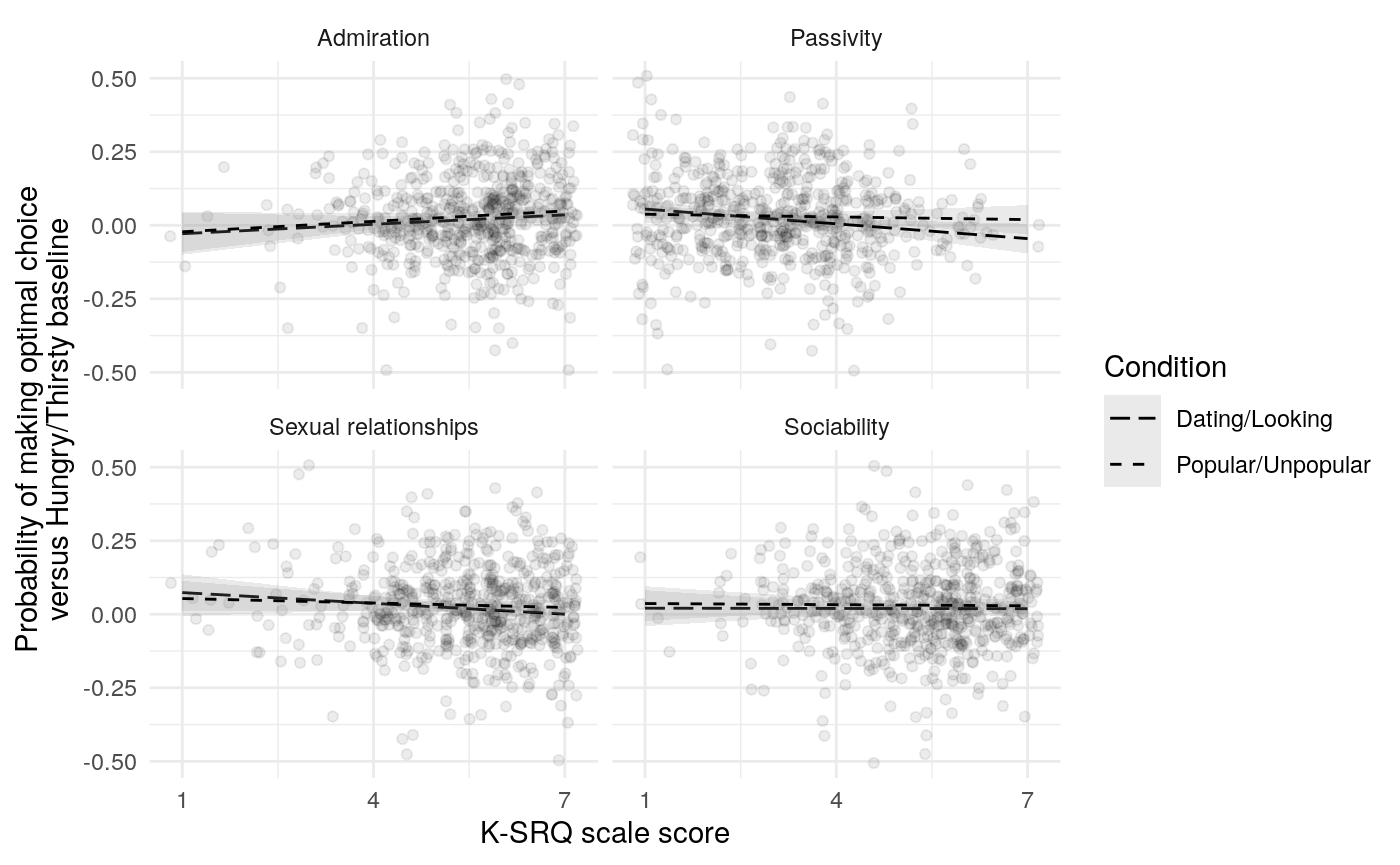 Admiration
Passivity
0.50
0.25
0.00
-0.25
-0.50
Sexual relationships
Sociability
0.50
0.25
0.00
-0.25
-0.50
1
4
7
1
4
7
K-SRQ scale score
Probability of making optimal choice
versus Hungry/Thirsty baseline
Condition
Dating/Looking
Popular/Unpopular